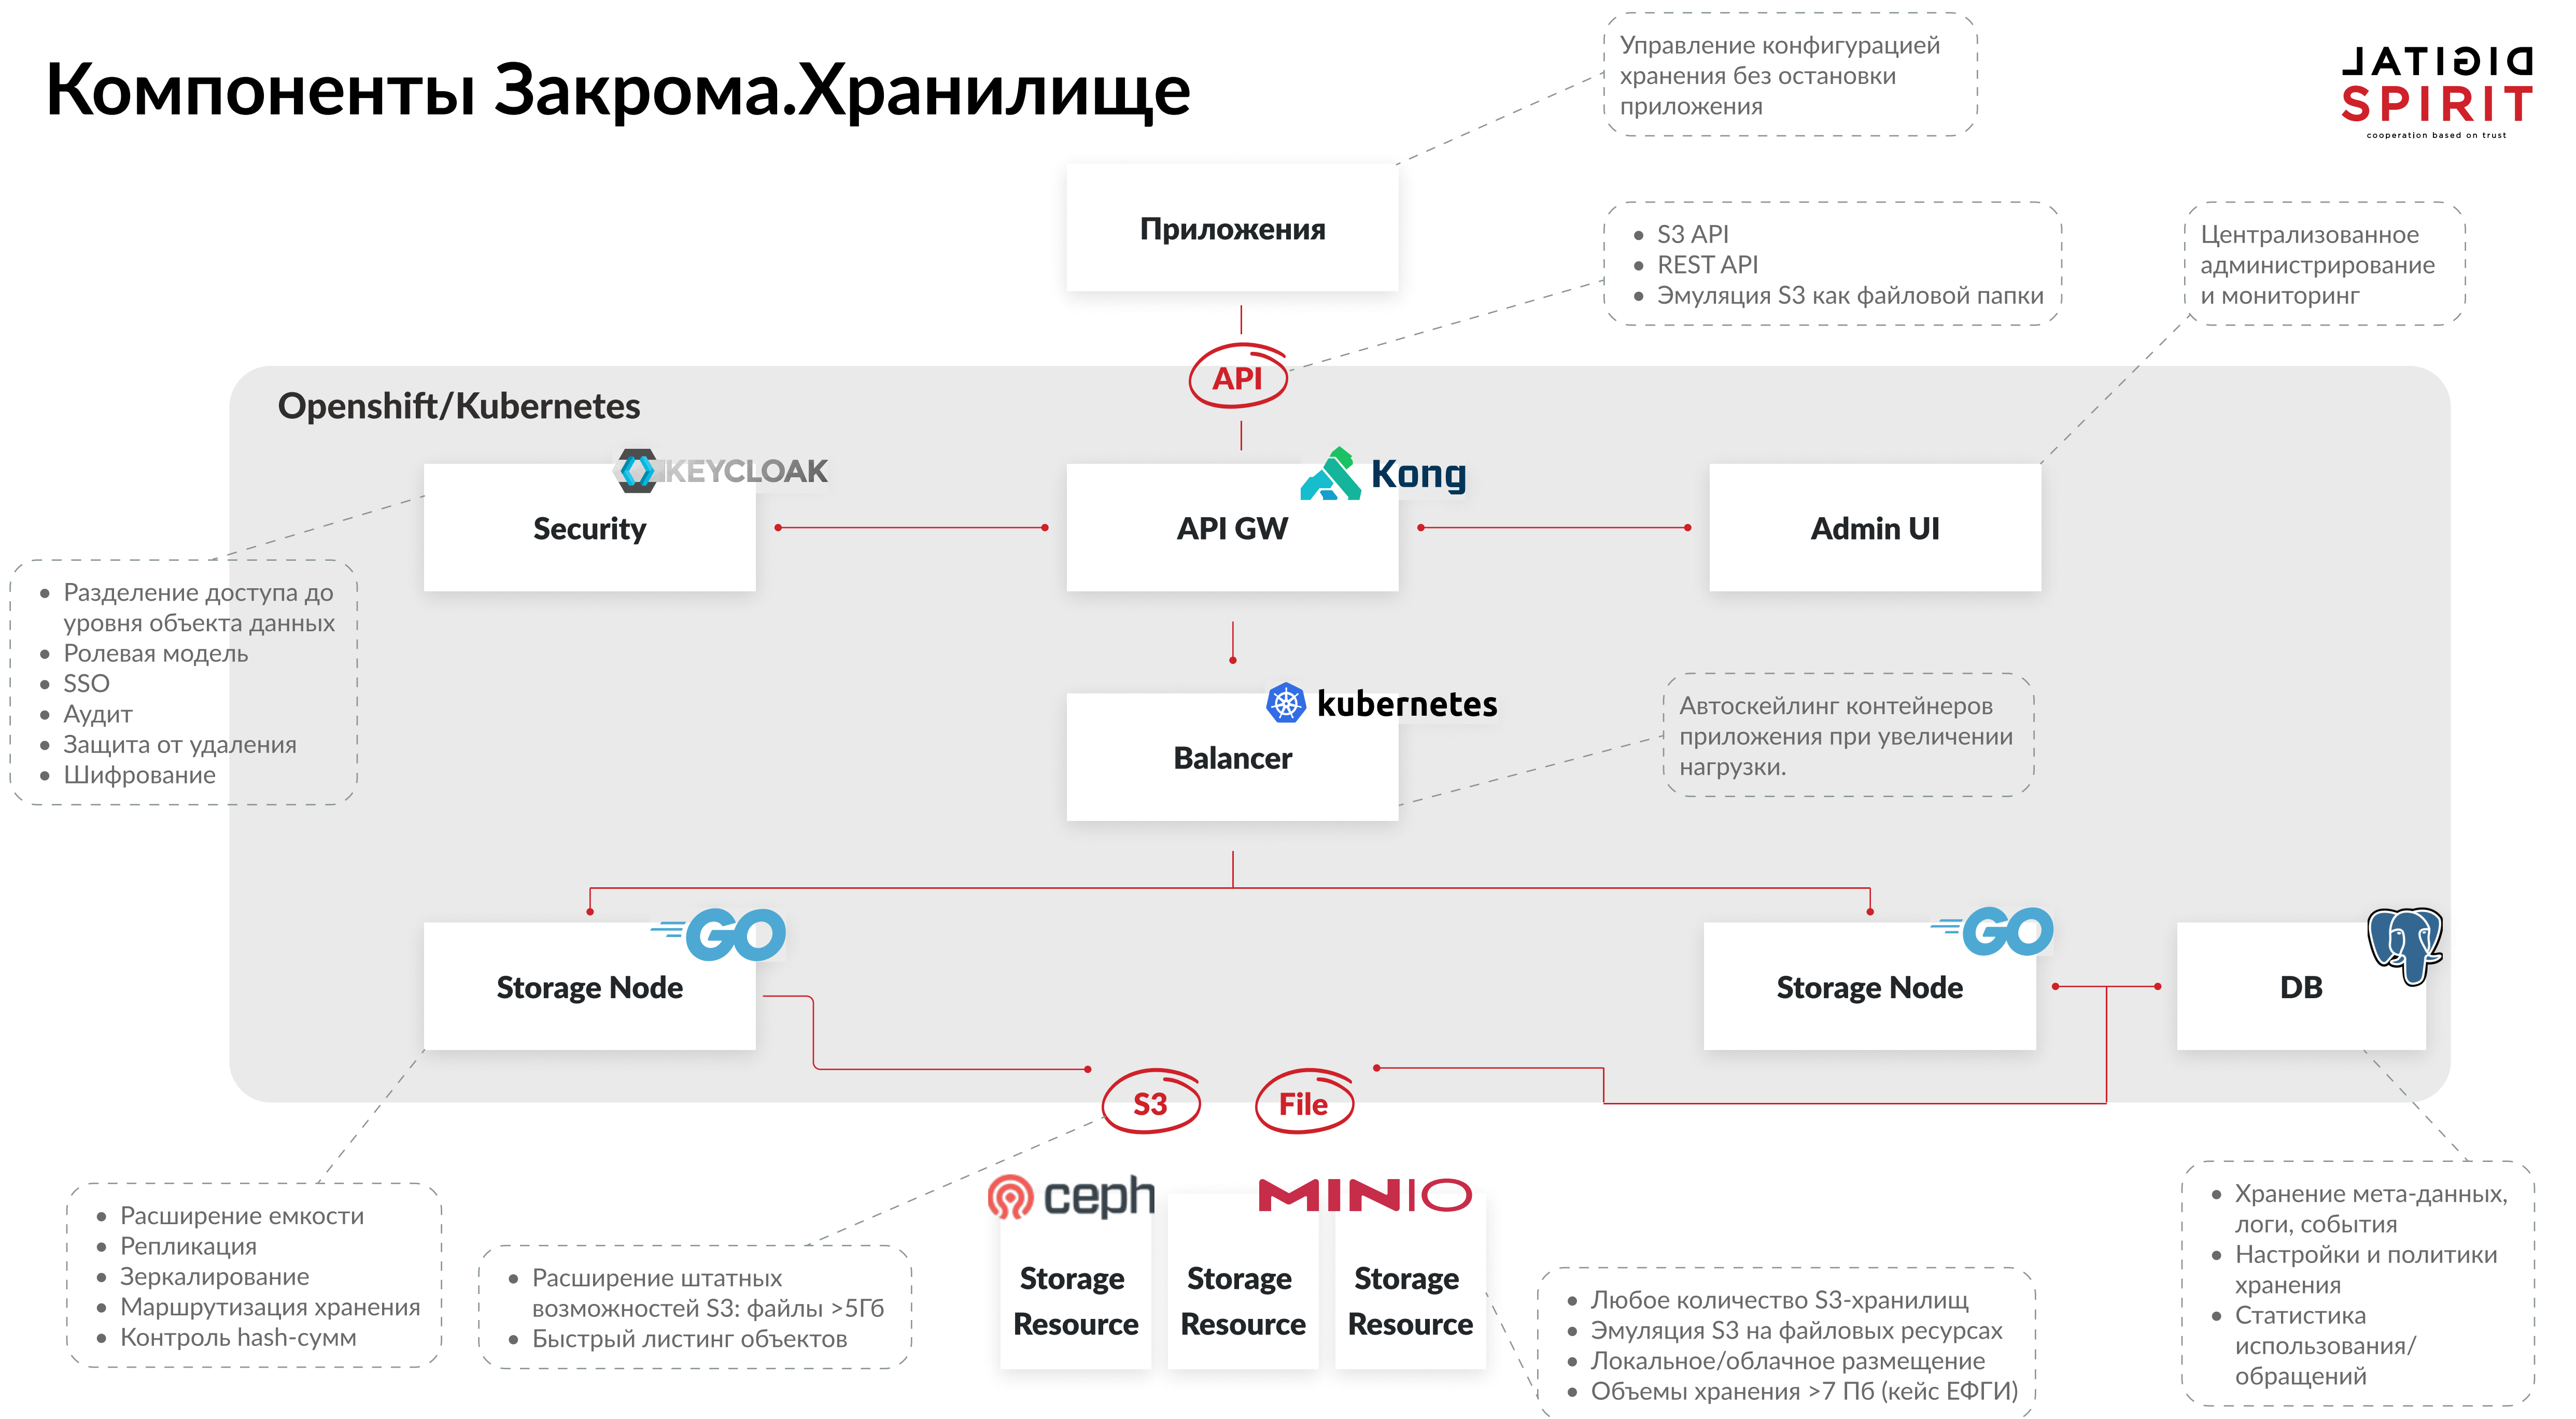 Компоненты Закрома.Хранилище
Управление конфигурацией
хранения без остановки
приложения
DIGITAL
SPIRIT
cooperation based on trust
Приложения
S3 API
REST API
Эмуляция S3 как файловой папки
Централизованное
администрирование
и мониторинг
API
Openshift/Kubernetes
KEYCLOAK
Security
Kong
API GW
Admin UI
Разделение доступа до
уровня объекта данных
Ролевая модель
SSO
Аудит
Защита от удаления
Шифрование
kubernetes
Balancer
Автоскейлинг контейнеров
приложения при увеличении
нагрузки.
GO
Storage Node
GO
Storage Node
DB
S3
File
Расширение емкости
Репликация
Зеркалирование
Маршрутизация хранения
Контроль hash-сумм
Расширение штатных
возможностей S3: файлы >5Гб
Быстрый листинг объектов
ceph
MINIO
Storage
Resource
Storage
Resource
Storage
Resource
Любое количество S3-хранилищ
Эмуляция S3 на файловых ресурсах
Локальное/облачное размещение
Объемы хранения >7 Пб (кейс ЕФГИ)
Хранение мета-данных,
логи, события
Настройки и политики
хранения
Статистика
использования/
обращений